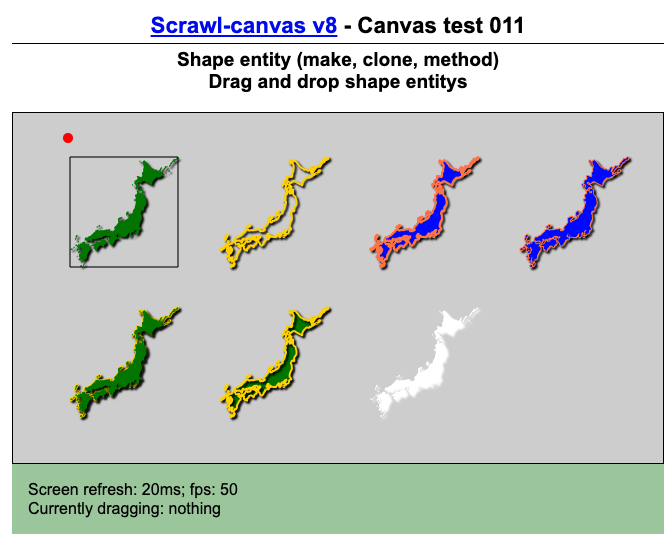 Scrawl-canvas v8 - Canvas test 011
Shape entity (make, clone, method)
Drag and drop shape entitys
Screen refresh: 20ms; fps: 50
Currently dragging: nothing